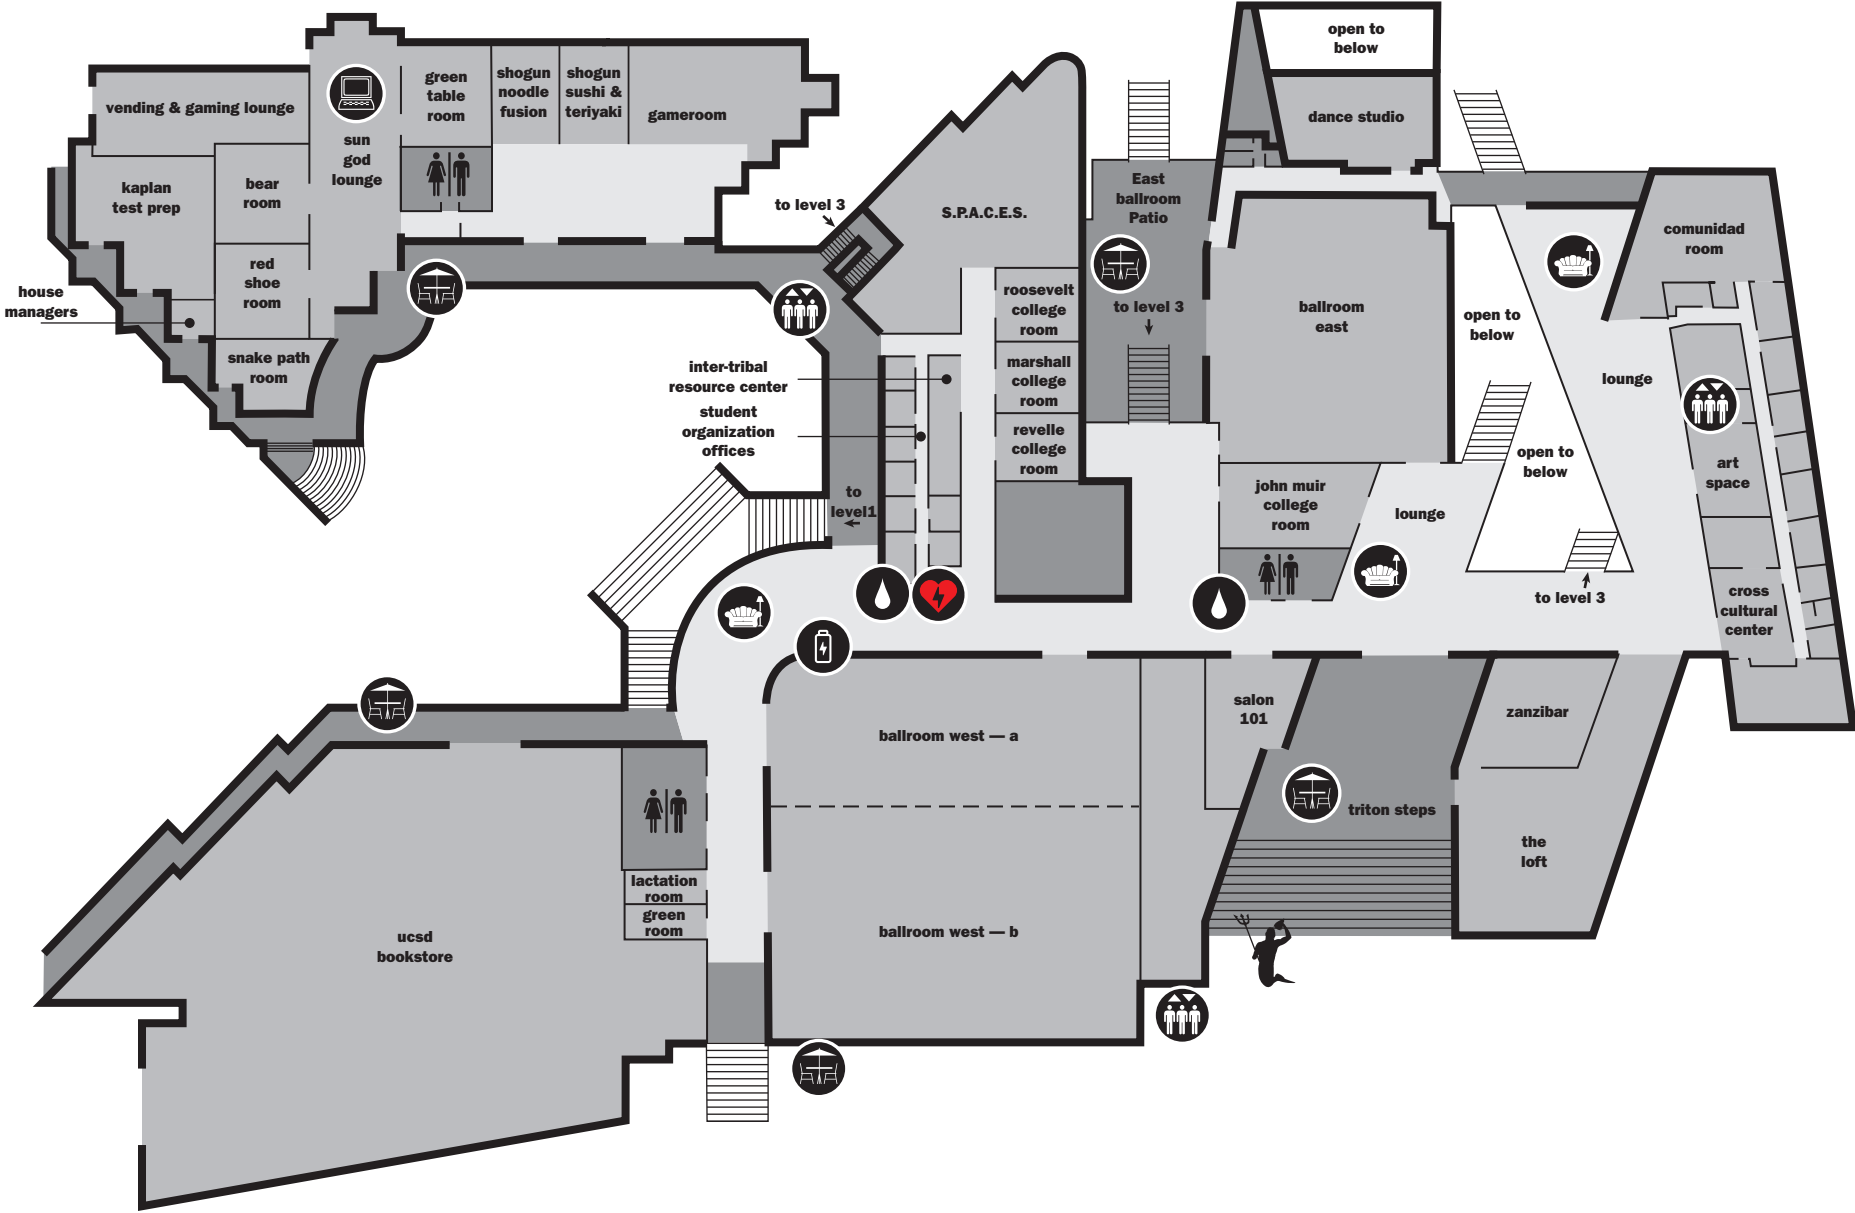 vending & gaming lounge
sun
god
lounge
green
table
room
shogun
noodle
fusion
shogun
sushi &
teriyaki
gameroom
kaplan
test prep
bear
room
red
shoe
room
house
managers
snake path
room
to level 3
S.P.A.C.E.S.
roosevelt
college
room
marshall
college
room
revelle
college
room
inter-tribal
resource center
student
organization
offices
to
level1
East
ballroom
Patio
to level 3
open to
below
dance studio
ballroom
east
open to
below
open to
below
comunidad
room
lounge
art
space
john muir
college
room
lounge
to level 3
cross
cultural
center
ballroom west — a
salon
101
zanzibar
triton steps
the
loft
lactation
room
green
room
ucsd
bookstore
ballroom west — b